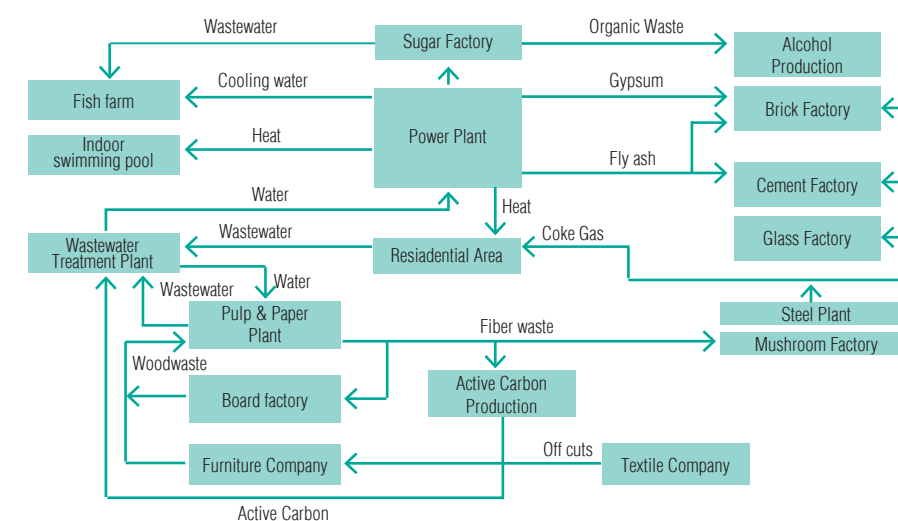 Wastewater
Organic Waste
Sugar Factory
Alcohol
Production
Cooling water
Gypsum
Fish farm
Brick Factory
Power Plant
Heat
Indoor
swimming pool
Fly ash
Water
Cement Factory
Heat
Wastewater
Coke Gas
Wastewater
Treatment Plant
Resiadential Area
Glass Factory
Water
Wastewater
Pulp & Paper
Plant
Steel Plant
Fiber waste
Mushroom Factory
Woodwaste
Board factory
Active Carbon
Production
Off cuts
Furniture Company
Textile Company
Active Carbon